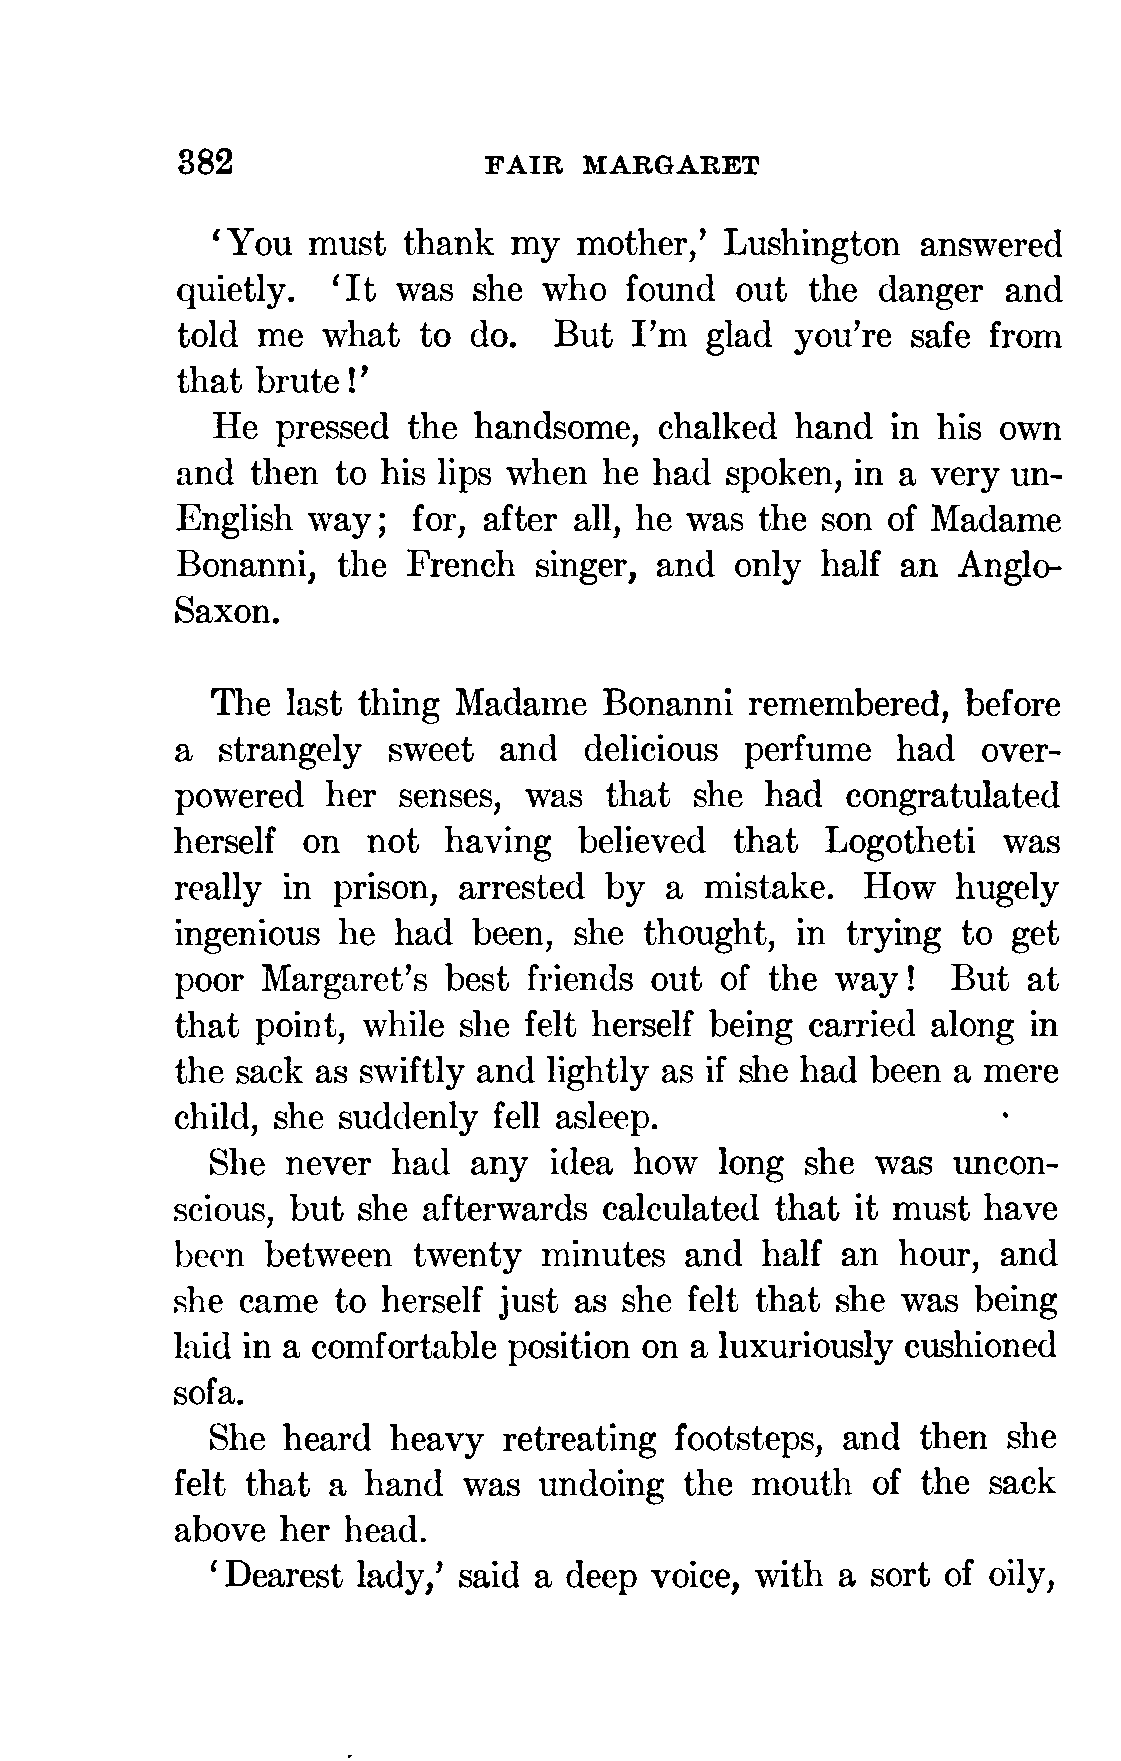 382 FAIR MARGARET
‘You must thank my mother,’ Lushington answered
quietly. ‘It was she who found out the danger and
told me what to do. But I’m glad you’re safe from
that brute!’
He pressed the handsome, chalked hand in his own
and then to his lips when he had spoken, in a very un-
English way; for, after all, he was the son of Madame
Bonanni, the French singer, and only half an Anglo-
Saxon.
The last thing Madame Bonanni remembered, before
a strangely sweet and delicious perfume had over-
powered her senses, was that she had congratulated
herself on not having believed that Logotheti was
really in prison, arrested by a mistake. How hugely
ingenious he had been, she thought, in trying to get
poor Margaret’s best friends out of the way! But at
that point, while she felt herself being carried along in
the sack as swiftly and lightly as if she had been a mere
child, she suddenly fell asleep.
She never had any idea how long she was uncon-
scious, but she afterwards calculated that it must have
been between twenty minutes and half an hour, and
she came to herself just as she felt that she was being
laid in a comfortable position on a luxuriously cushioned
sofa.
She heard heavy retreating footsteps, and then she
felt that a hand was undoing the mouth of the sack
above her head.
‘Dearest lady,’ said a deep voice, with a sort of oily,